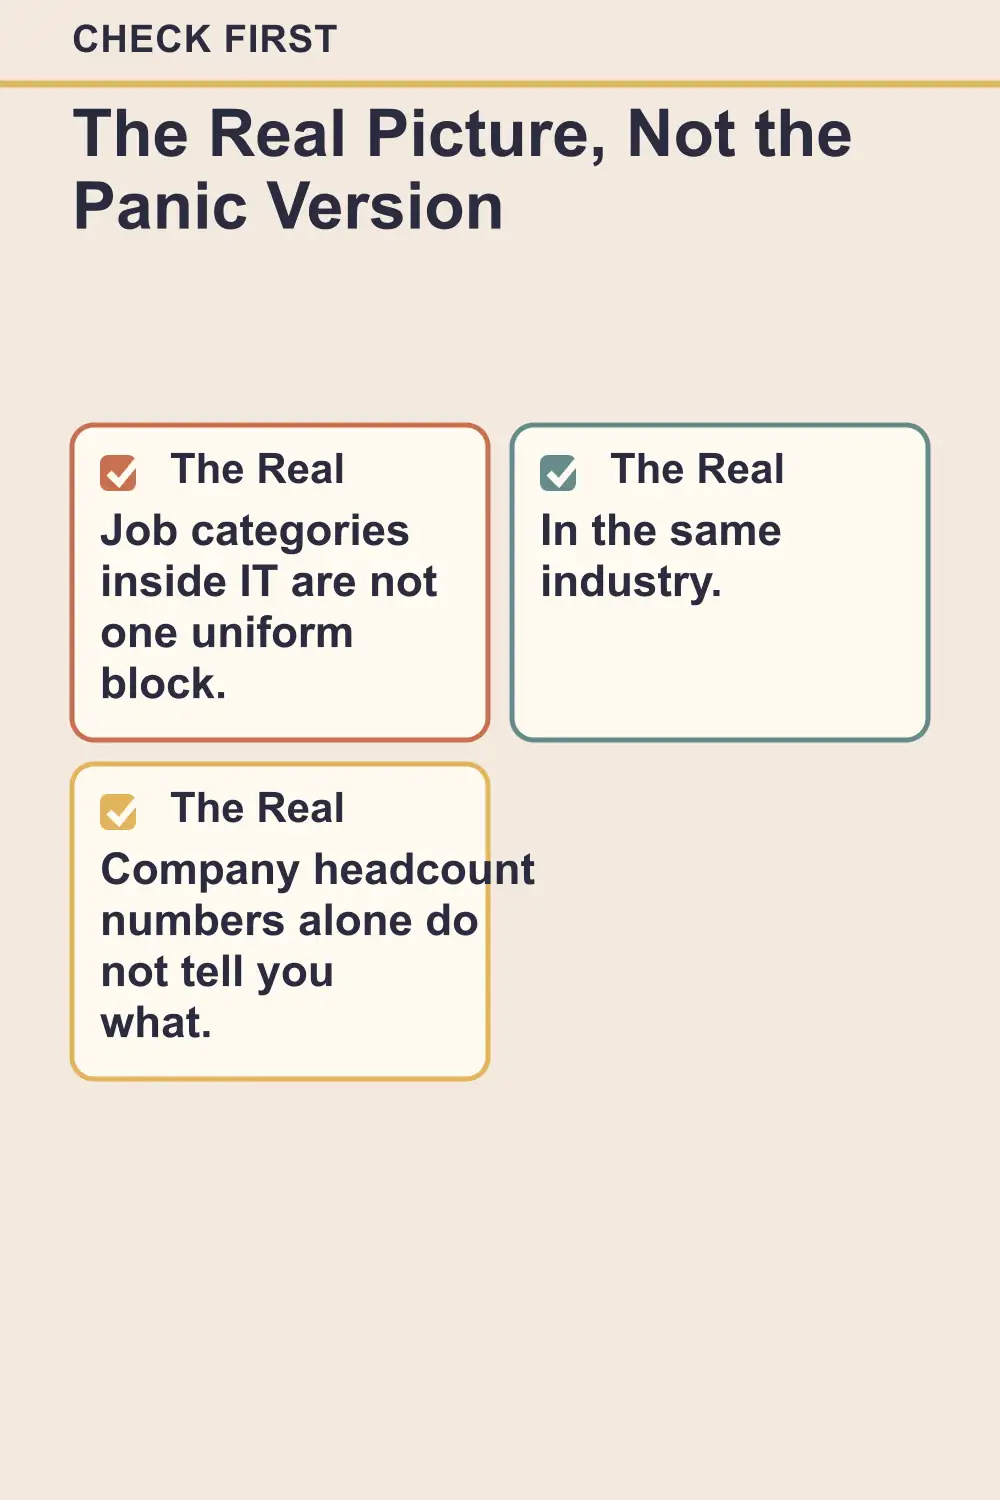 CHECK FIRST
The Real Picture, Not the
Panic Version
The Real
Job categories
inside IT are not
one uniform
block.
The Real
In the same
industry.
The Real
Company headcount
numbers alone do
not tell you
what.